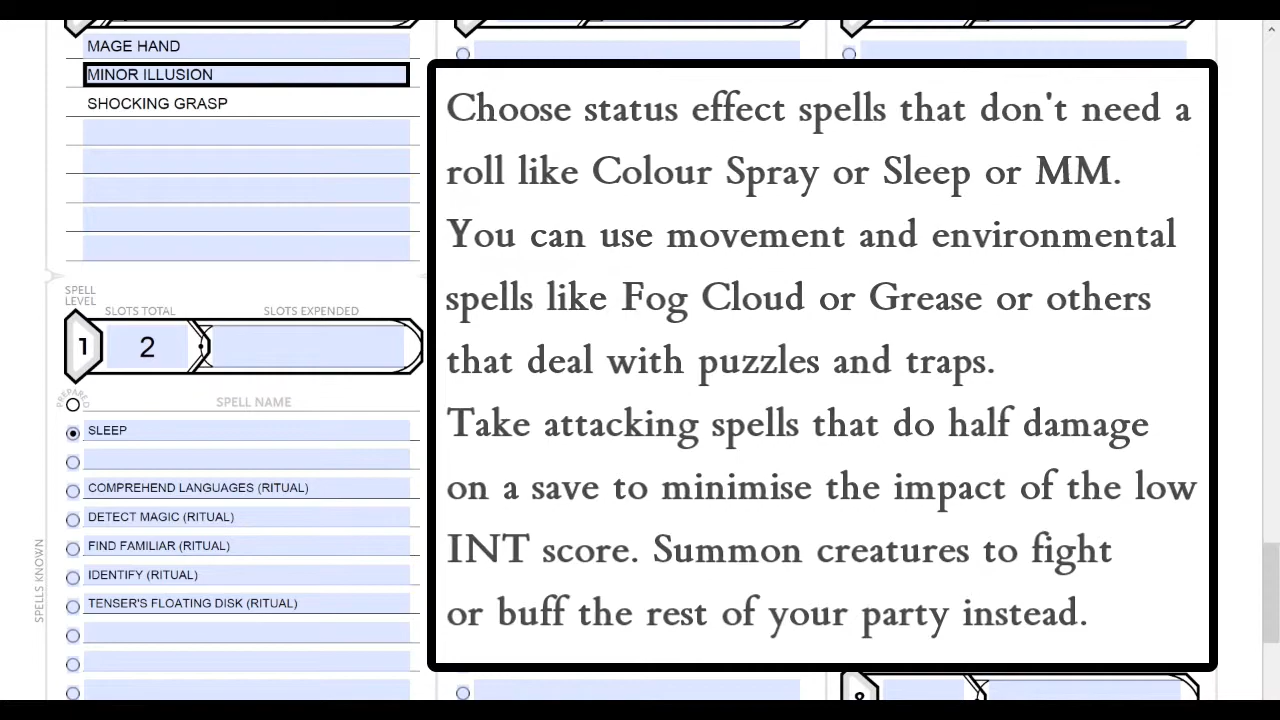 MAGE HAND
MINOR ILLUSION
SHOCKING GRASP
SPELL
LEVEL
SLOTS TOTAL
SLOTS EXPENDED
1
2
PREPARED
SPELL NAME
SLEEP
COMPREHEND LANGUAGES (RITUAL)
DETECT MAGIC (RITUAL)
FIND FAMILIAR (RITUAL)
IDENTIFY (RITUAL)
TENSER'S FLOATING DISK (RITUAL)
SPELLS KNOWN
Choose status effect spells that don't need a
roll like Colour Spray or Sleep or MM.
You can use movement and environmental
spells like Fog Cloud or Grease or others
that deal with puzzles and traps.
Take attacking spells that do half damage
on a save to minimise the impact of the low
INT score. Summon creatures to fight
or buff the rest of your party instead.